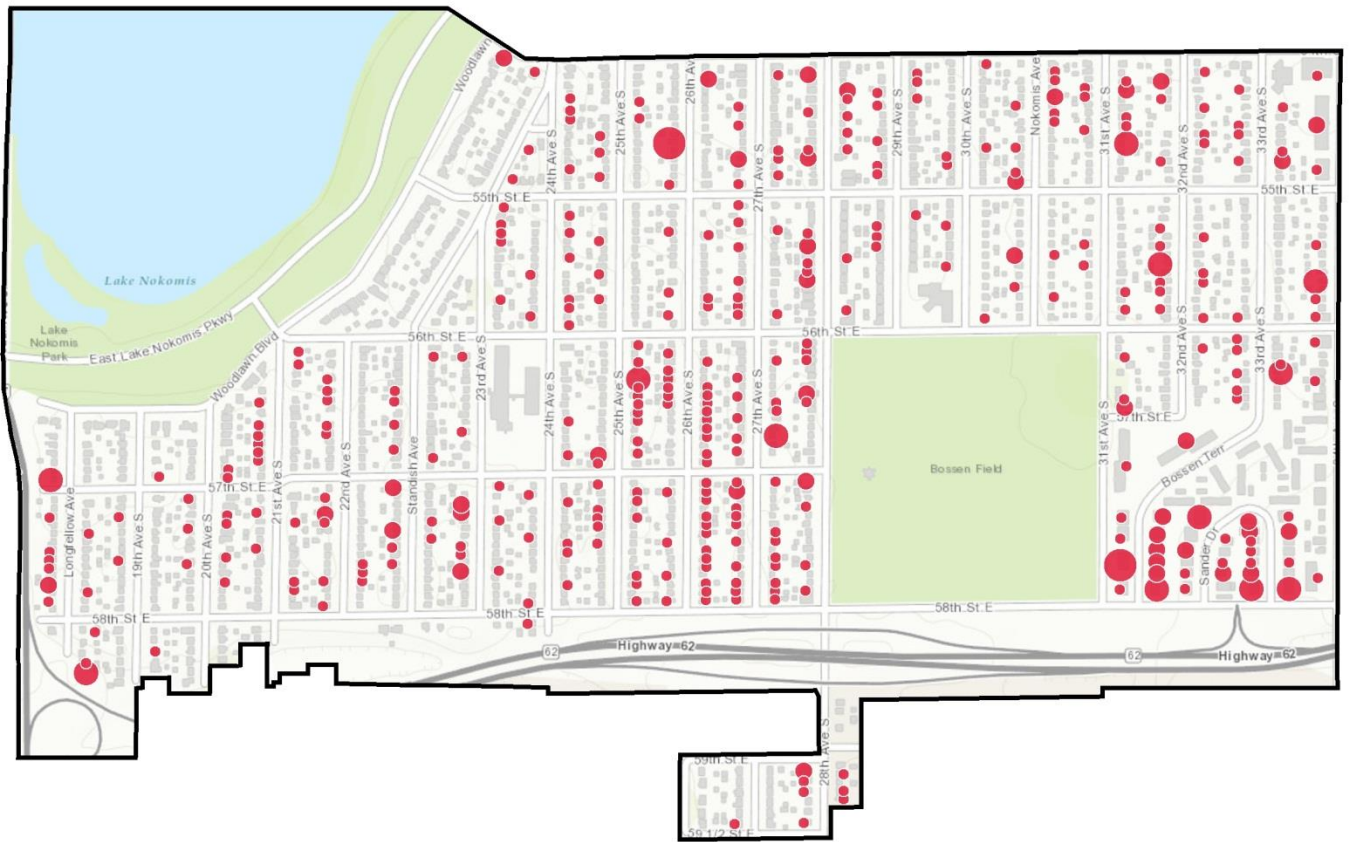 Woodlawn
26th Ave
25th Ave S
24th Ave S
27th Ave S
29th Ave S
30th Ave S
Nokomis Ave
31st Ave S
32nd Ave S
33rd Ave S
55th St E
55th St E
Lake Nokomis
Lake
Nokomis
Park
East Lake Nokomis Pkwy
Woodlawn Blvd
56th St E
56th St E
23rd Ave S
24th Ave S
25th Ave S
26th Ave S
27th Ave S
32nd Ave S
33rd Ave S
31st Ave S
57th St E
Bossen Terr
Bossen Field
Longfellow Ave
19th Ave S
20th Ave S
57th St E
21st Ave S
22nd Ave S
Standish Ave
Sander Dr
58th St E
58th St E
58th St E
62
Highway 62
62
Highway 62
28th Ave S
59th St E
59 1/2 St E